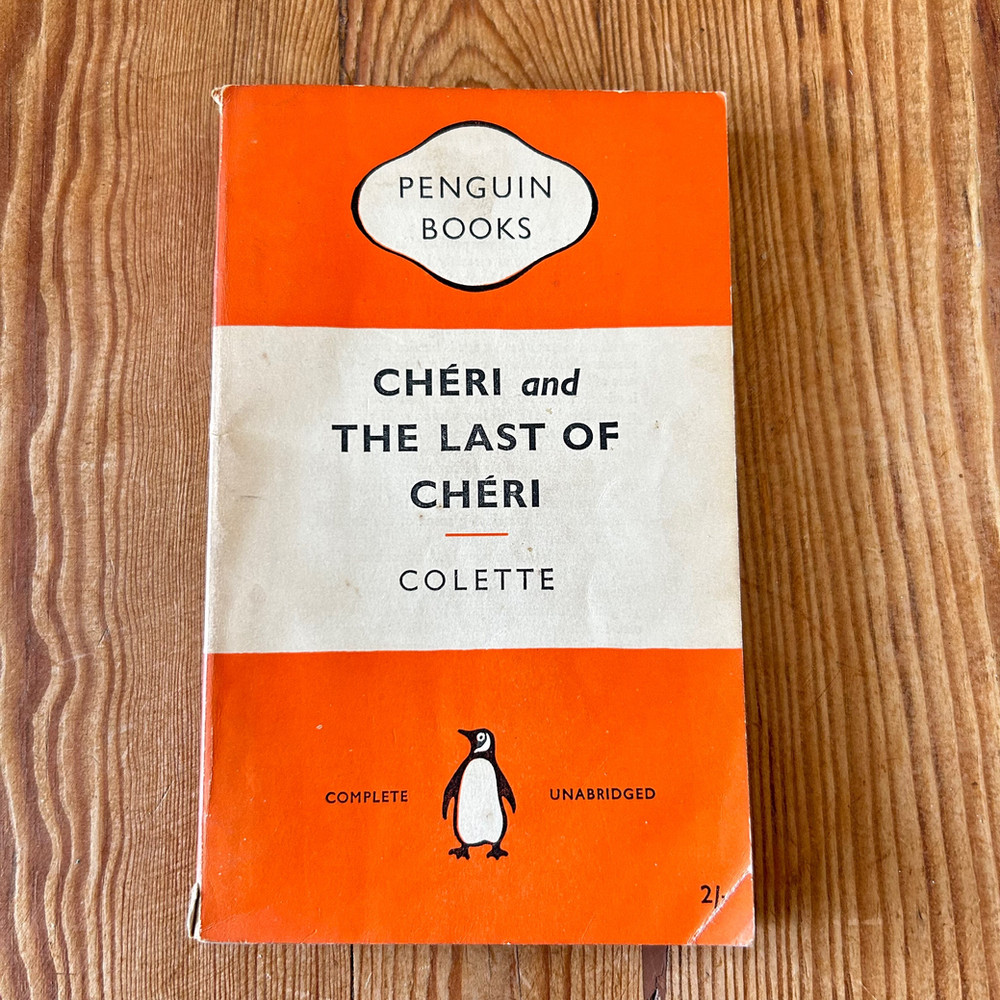 PENGUIN
BOOKS
CHÉRI and
THE LAST OF
CHÉRI
COLETTE
COMPLETE UNABRIDGED
2/-